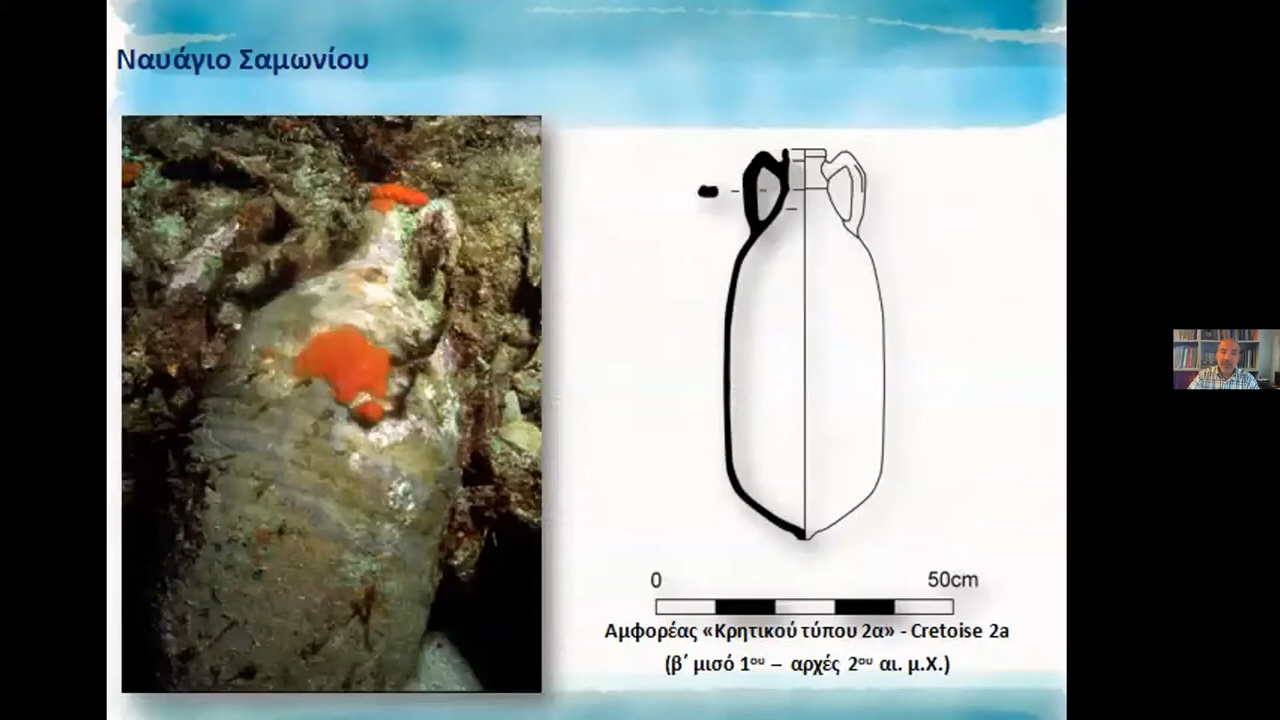 Ναυάγιο Σαμωνίου
0 50cm
Αμφορέας «Κρητικού τύπου 2α» - Cretoise 2a
(β΄ μισό 1ου – αρχές 2ου αι. μ.Χ.)